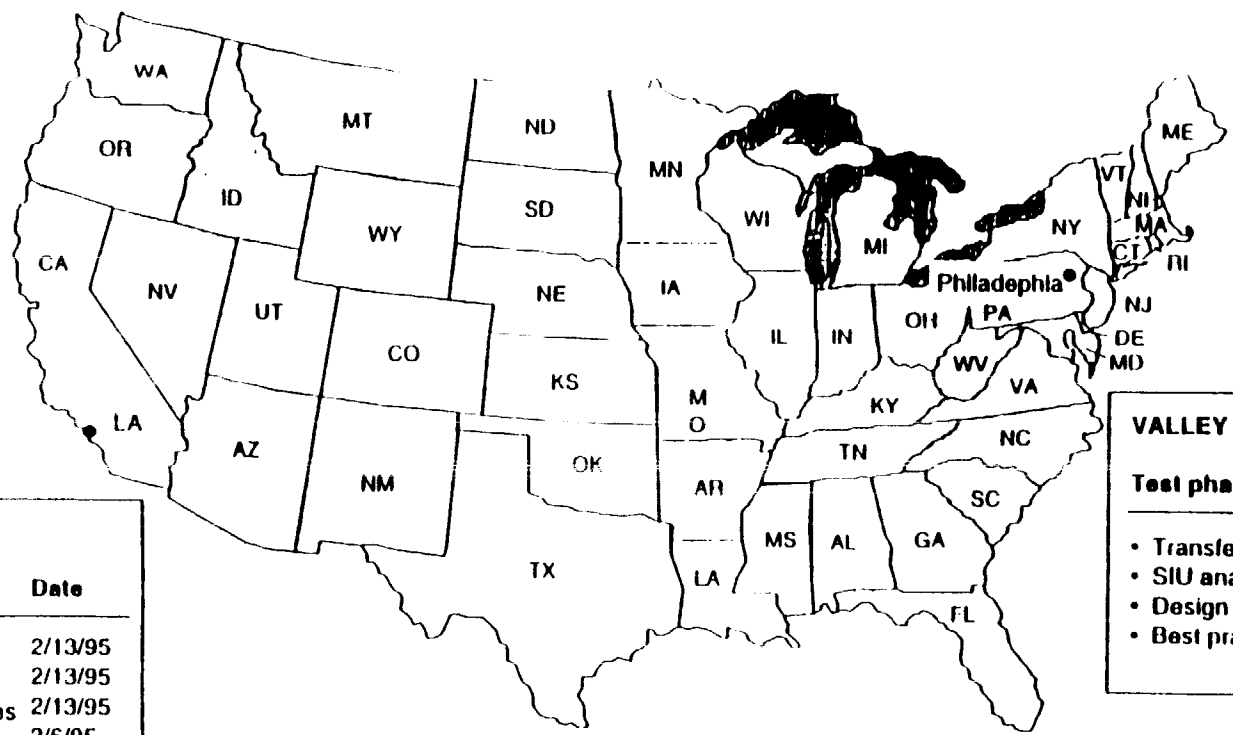 WA
MT
ND
OR
ID
MN
SD
WI
WY
MI
NY
VT
ME
NI
MA
CT
RI
CA
NV
UT
NE
IA
Philadephia
PA
NJ
OH
DE
MD
CO
KS
IL
IN
WV
VA
M
O
KY
LA
AZ
NM
OK
TN
NC
AR
SC
MS
AL
GA
TX
LA
FL
Date
2/13/95
2/13/95
2/13/95
VALLEY
Test pha
• Transfe
• SIU ana
• Design
• Best pra